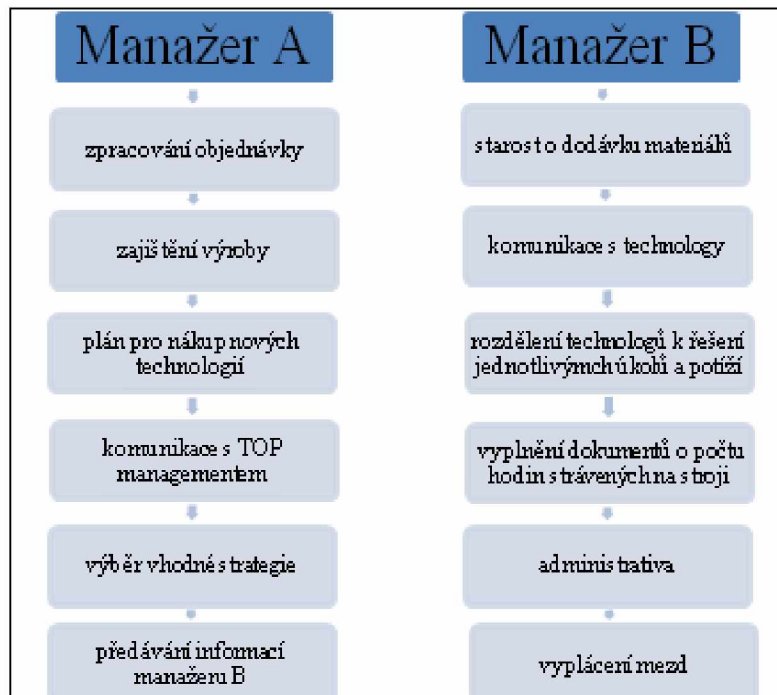 Manažer A
zpracování objednávky
zajištění výroby
plán pro nákup nových
technologií
komunikace s TOP
managementem
výběr vhodné strategie
předávání informací
manažeru B
Manažer B
starost o dodávku materiálů
komunikace s technology
rozdělení technologů k řešení
jednotlivýmch úkolů a potíží
vyplnění dokumentů o počtu
hodin strávených na stroji
administrativa
vyplácení mezd